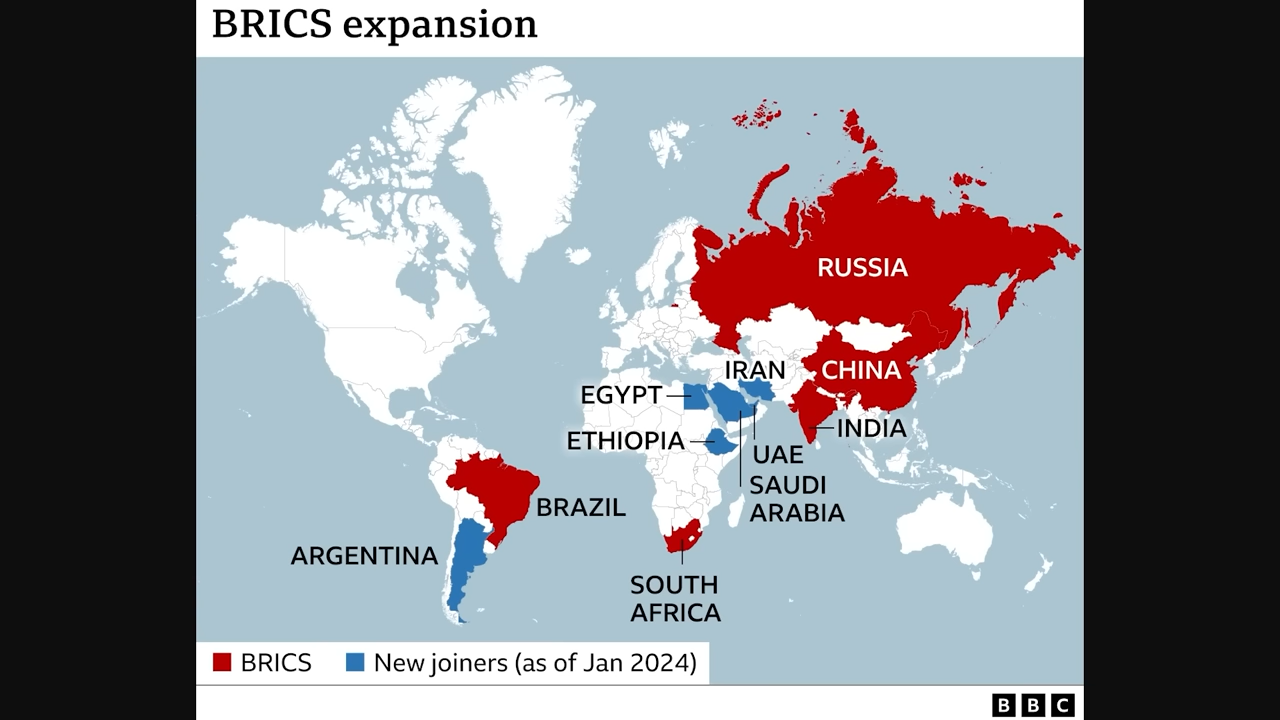 BRICS expansion
RUSSIA
IRAN
CHINA
EGYPT
INDIA
ETHIOPIA
UAE
SAUDI
ARABIA
BRAZIL
ARGENTINA
SOUTH
AFRICA
BRICS
New joiners (as of Jan 2024)
BBC